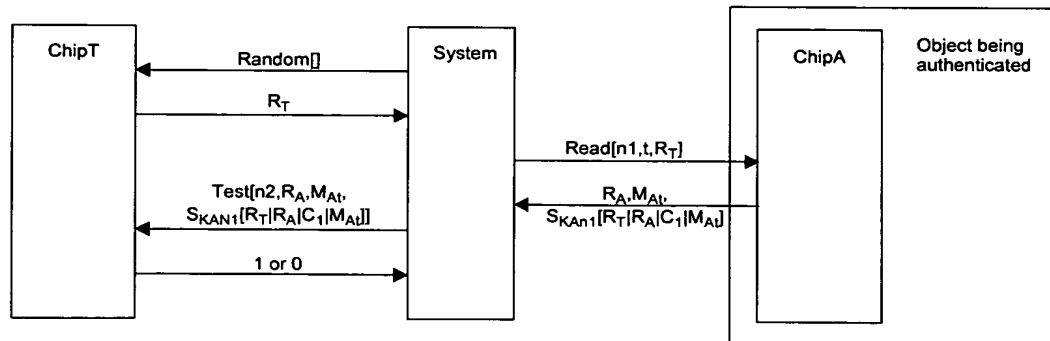 ChipT
System
ChipA
Object being
authenticated
Random[]
R_T
Read[n1,t,R_T]
Test[n2,R_A,M_At,
S_KAN1[R_T|R_A|C_1|M_At]]
R_A,M_At,
S_KAn1[R_T|R_A|C_1|M_At]
1 or 0